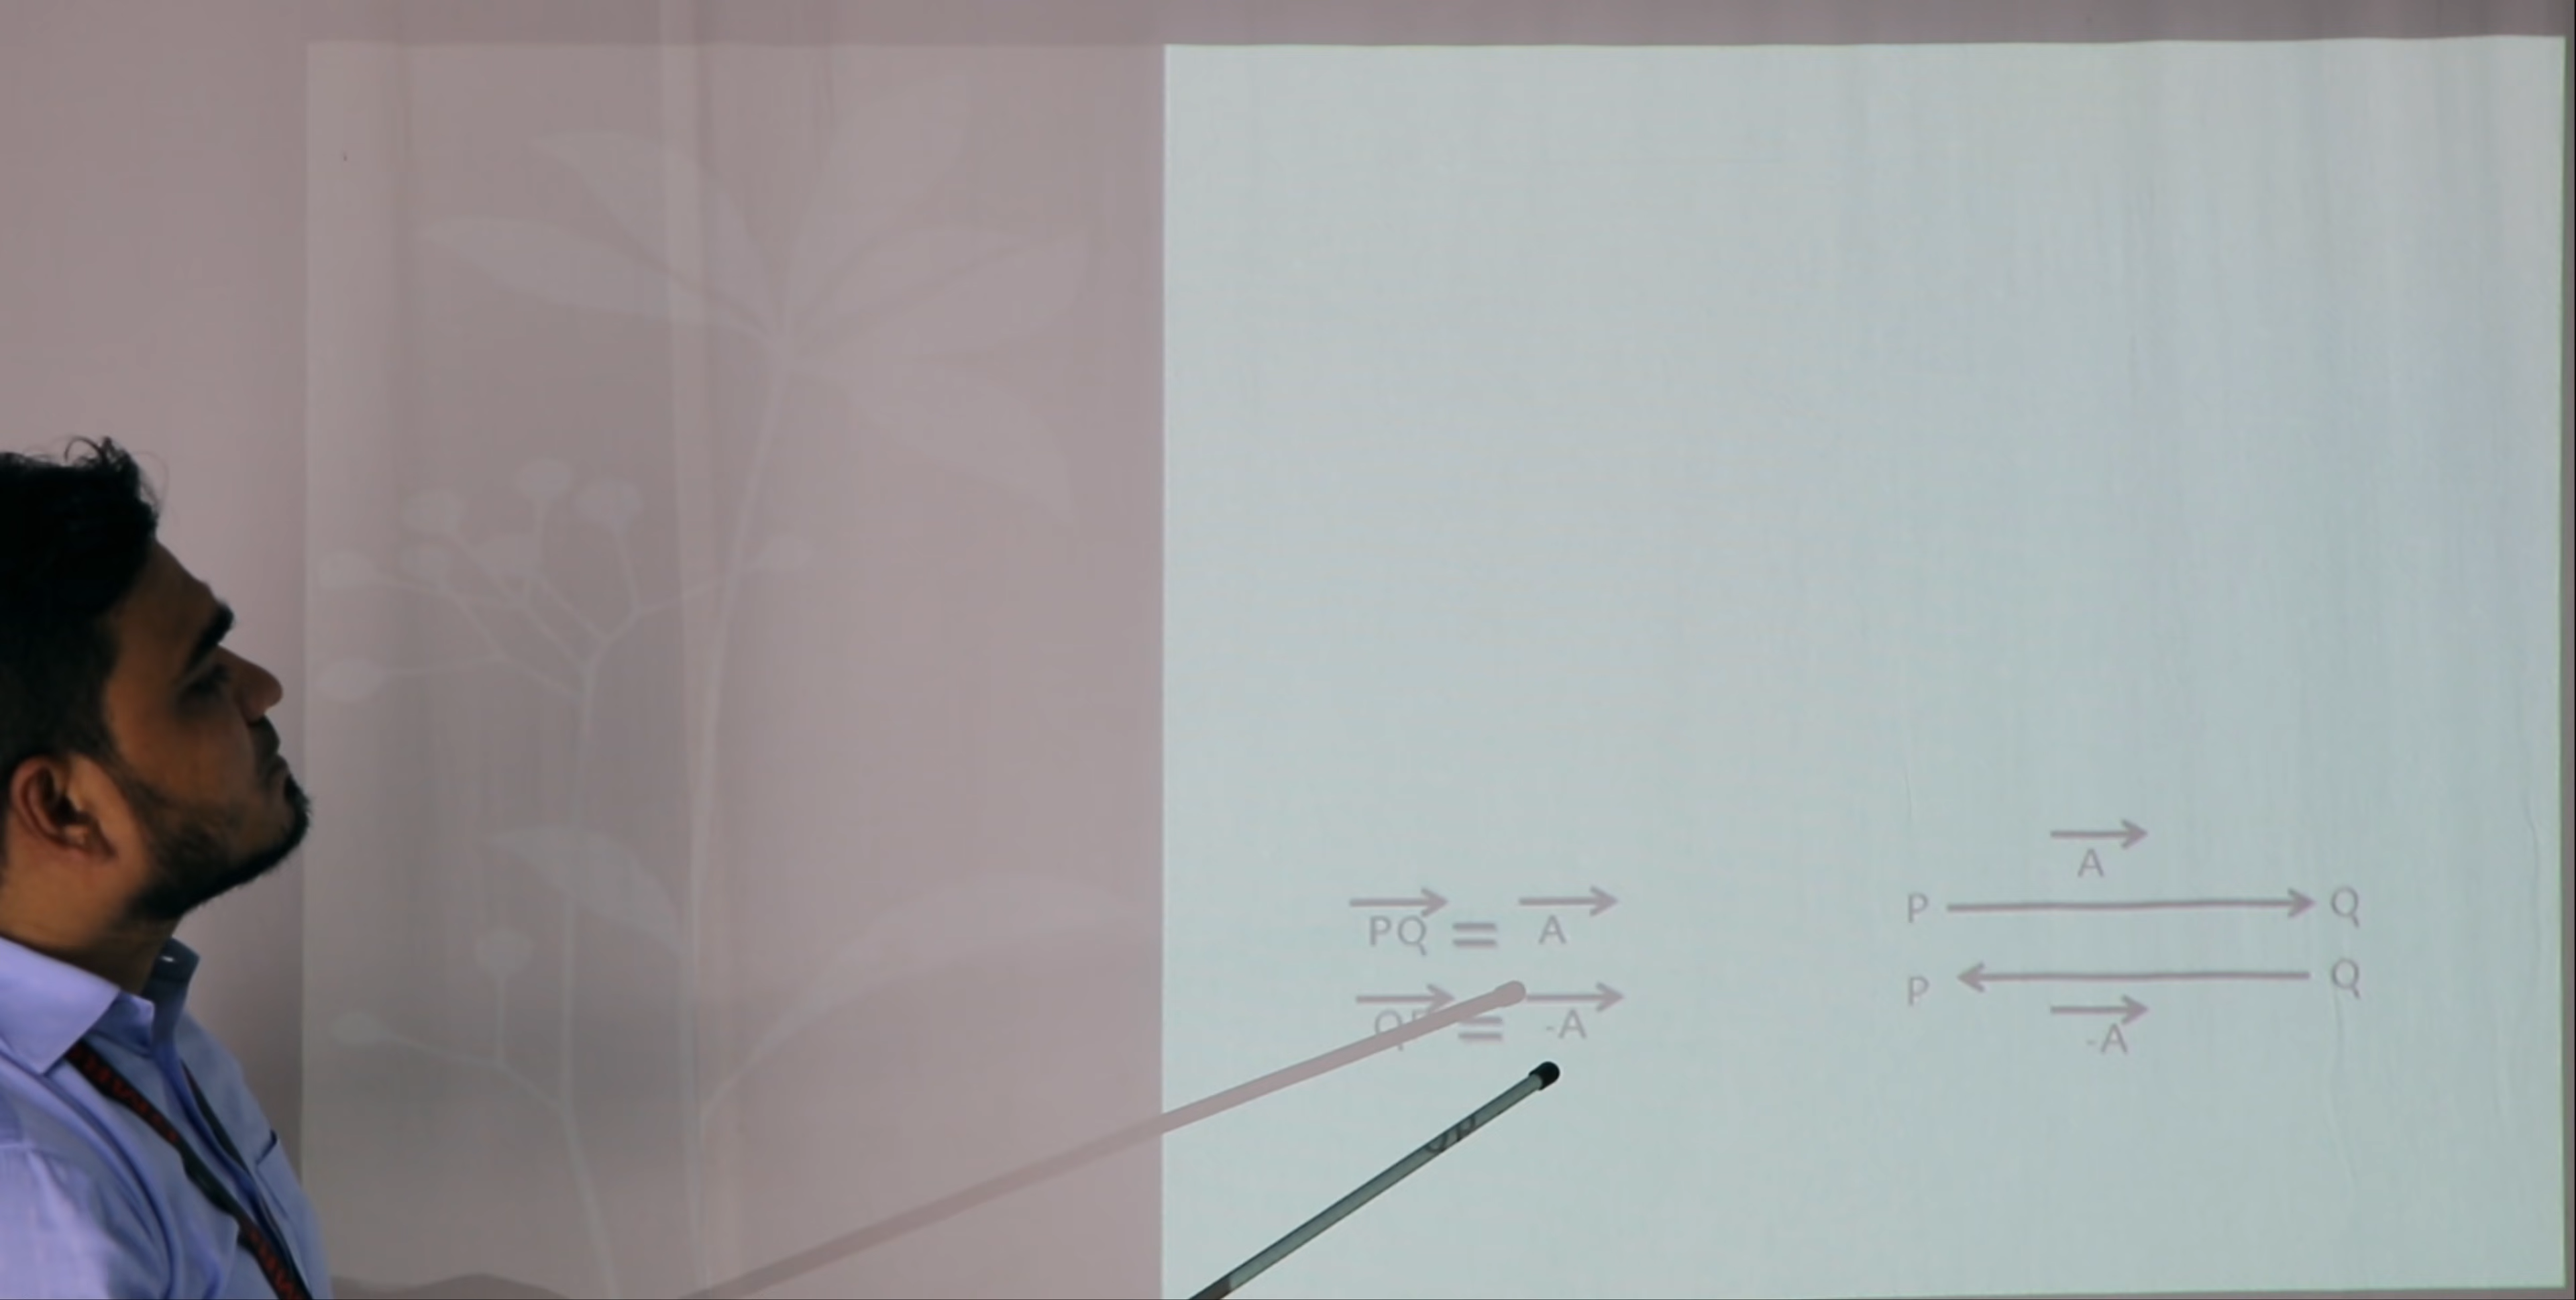 PQ = A
= -A
A
P Q
P Q
-A